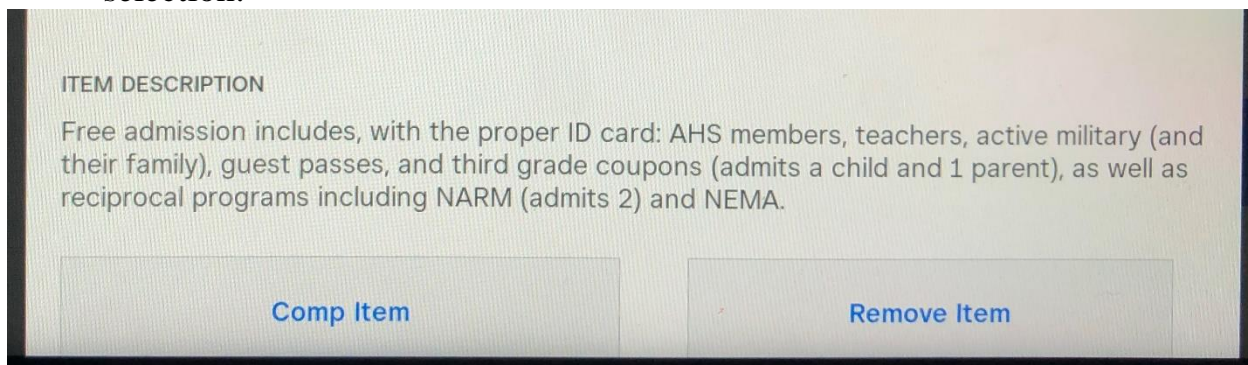 selection.
ITEM DESCRIPTION
Free admission includes, with the proper ID card: AHS members, teachers, active military (and
their family), guest passes, and third grade coupons (admits a child and 1 parent), as well as
reciprocal programs including NARM (admits 2) and NEMA.
Comp Item
Remove Item